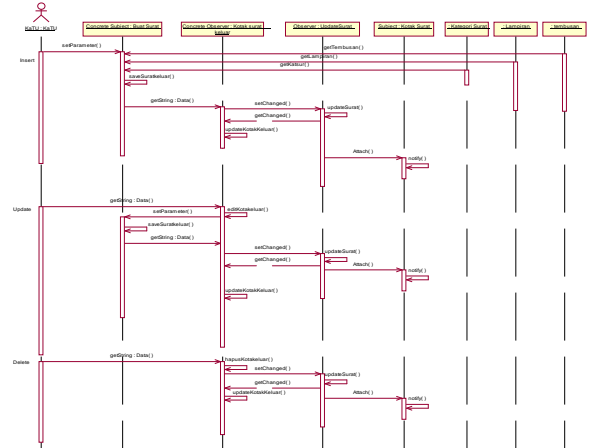 KaTU : KaTU
Concrete Subject : Buat Surat
Concrete Observer : Kotak surat keluar
Observer : UpdateSurat
Subject : Kotak Surat
: Kategori Surat
: Lampiran
: tembusan
Insert
setParameter( )
getTembusan( )
getLampiran( )
getKatsur( )
saveSuratkeluar( )
getString : Data( )
setChanged( )
updateSurat( )
getChanged( )
updateKotakKeluar( )
Attach( )
notify( )
Update
getString : Data( )
editKotakeluar( )
setParameter( )
saveSuratkeluar( )
getString : Data( )
setChanged( )
updateSurat( )
getChanged( )
Attach( )
notify( )
updateKotakKeluar( )
Delete
getString : Data( )
hapusKotakeluar( )
setChanged( )
updateSurat( )
getChanged( )
updateKotakKeluar( )
Attach( )
notify( )